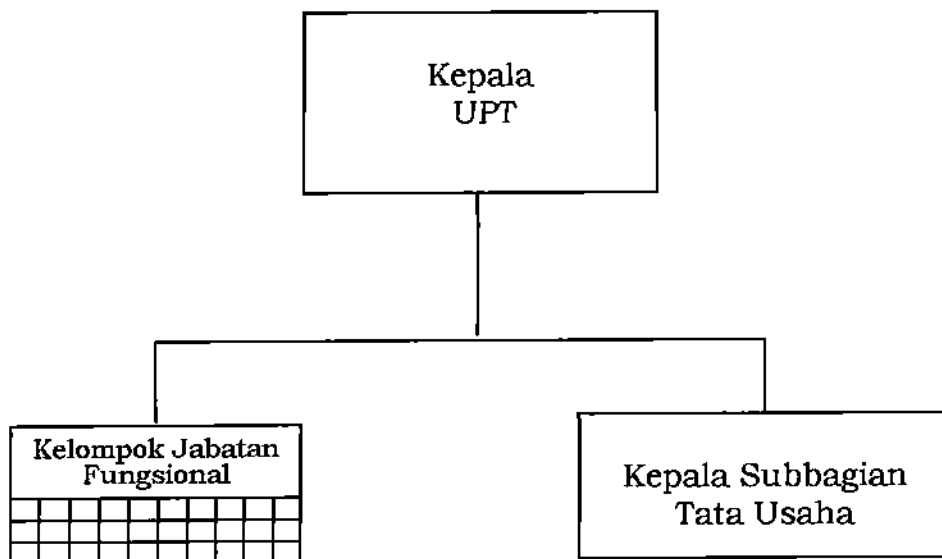 Kepala
UPT
Kelompok Jabatan
Fungsional
Kepala Subbagian
Tata Usaha